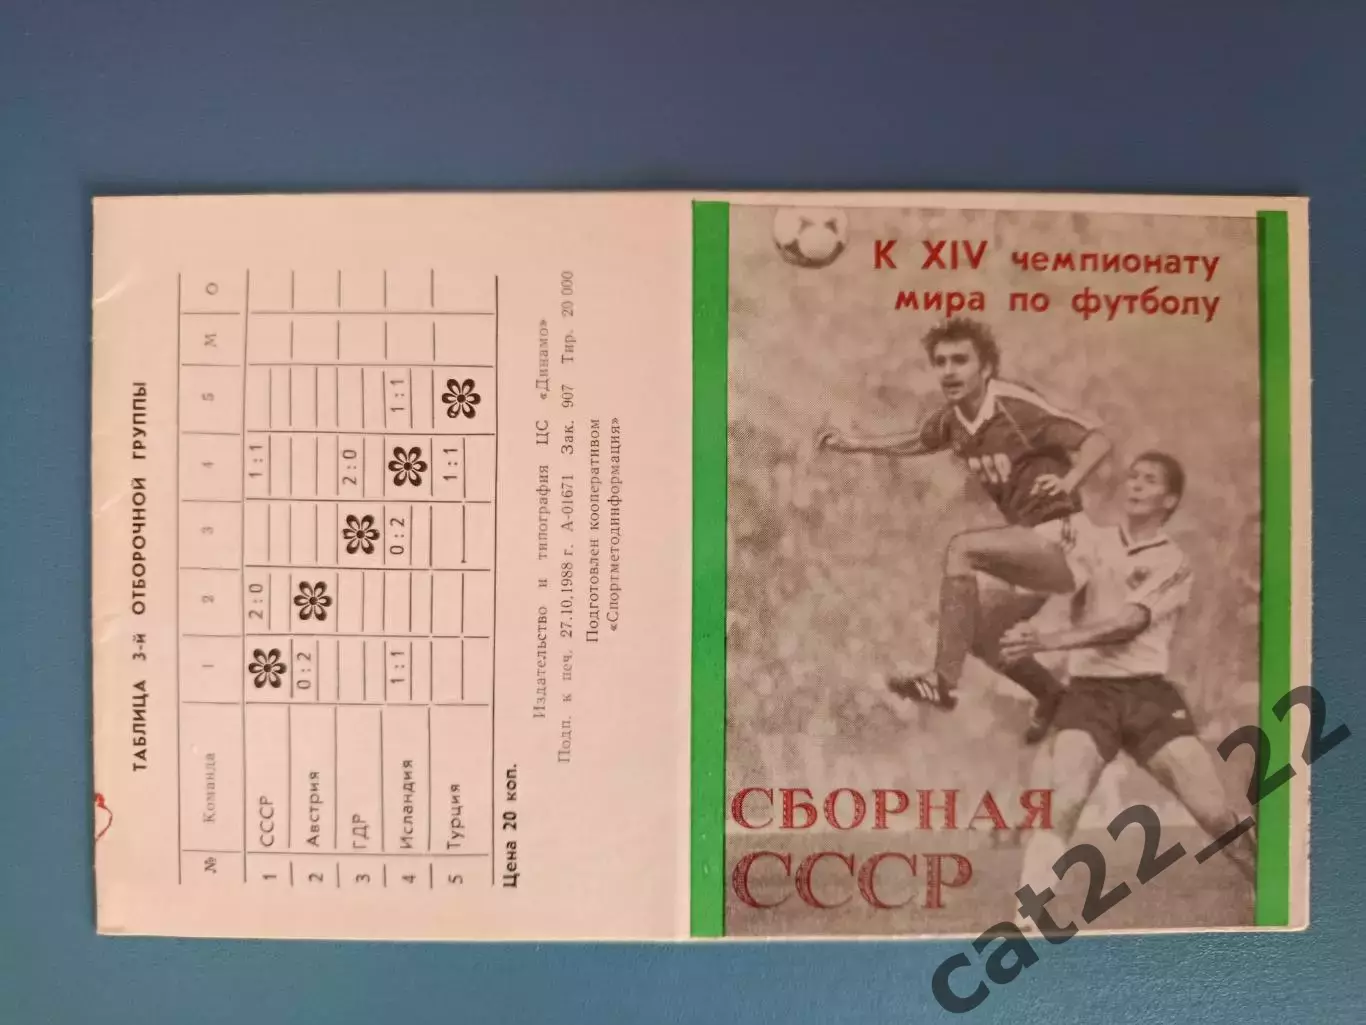 К XIV чемпионату
мира по футболу
ССР
СБОРНАЯ
СССР
ТАБЛИЦА 3-й ОТБОРОЧНОЙ ГРУППЫ
№ Команда 1 2 3 4 5 М О
1 СССР 2:0 1:1
2 Австрия 0:2
3 ГДР 2:0
4 Исландия 1:1 0:2 1:1
5 Турция 1:1
Цена 20 коп.
Издательство и типография ЦС «Динамо»
Подп. к печ. 27.10.1988 г. А-01671 Зак. 907 Тир. 20 000
Подготовлен кооперативом
«Спортметодинформация»
cat22_22